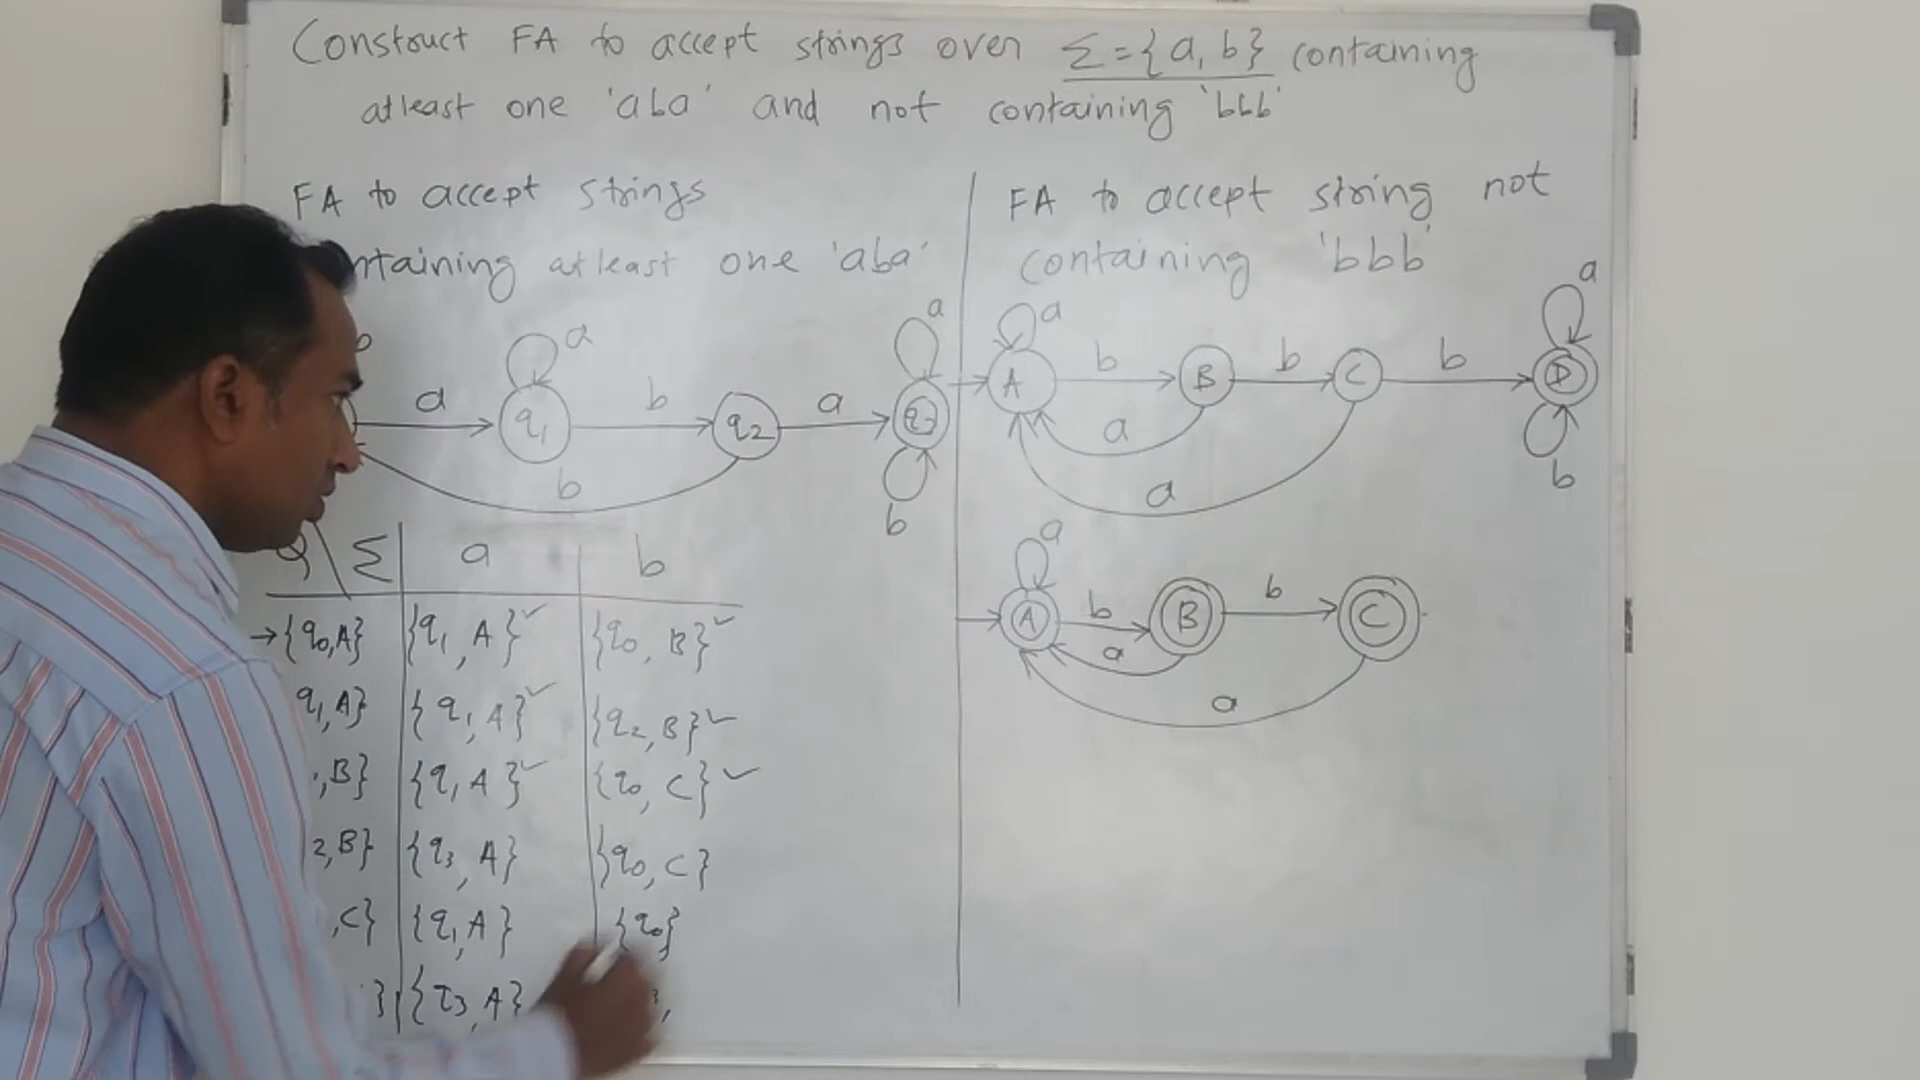 Construct FA to accept strings over Σ={a, b} containing
atleast one 'aba' and not containing 'bbb'
FA to accept strings
ntaining atleast one 'aba'
b
a
a
b
a
a
q1
q2
q3
b
b
FA to accept string not
containing 'bbb'
a
a
b
b
b
A
B
C
D
a
a
b
a
b
b
A
B
C
a
a
Q \ Σ
a
b
→{q0,A}
{q1, A}✓
{q0, B}✓
q1,A}
{q1, A}✓
{q2, B}✓
,B}
{q1, A}✓
{q0, C}✓
2,B}
{q3, A}
{q0, C}
,C}
{q1, A}
{q0}
}
{q3, A}